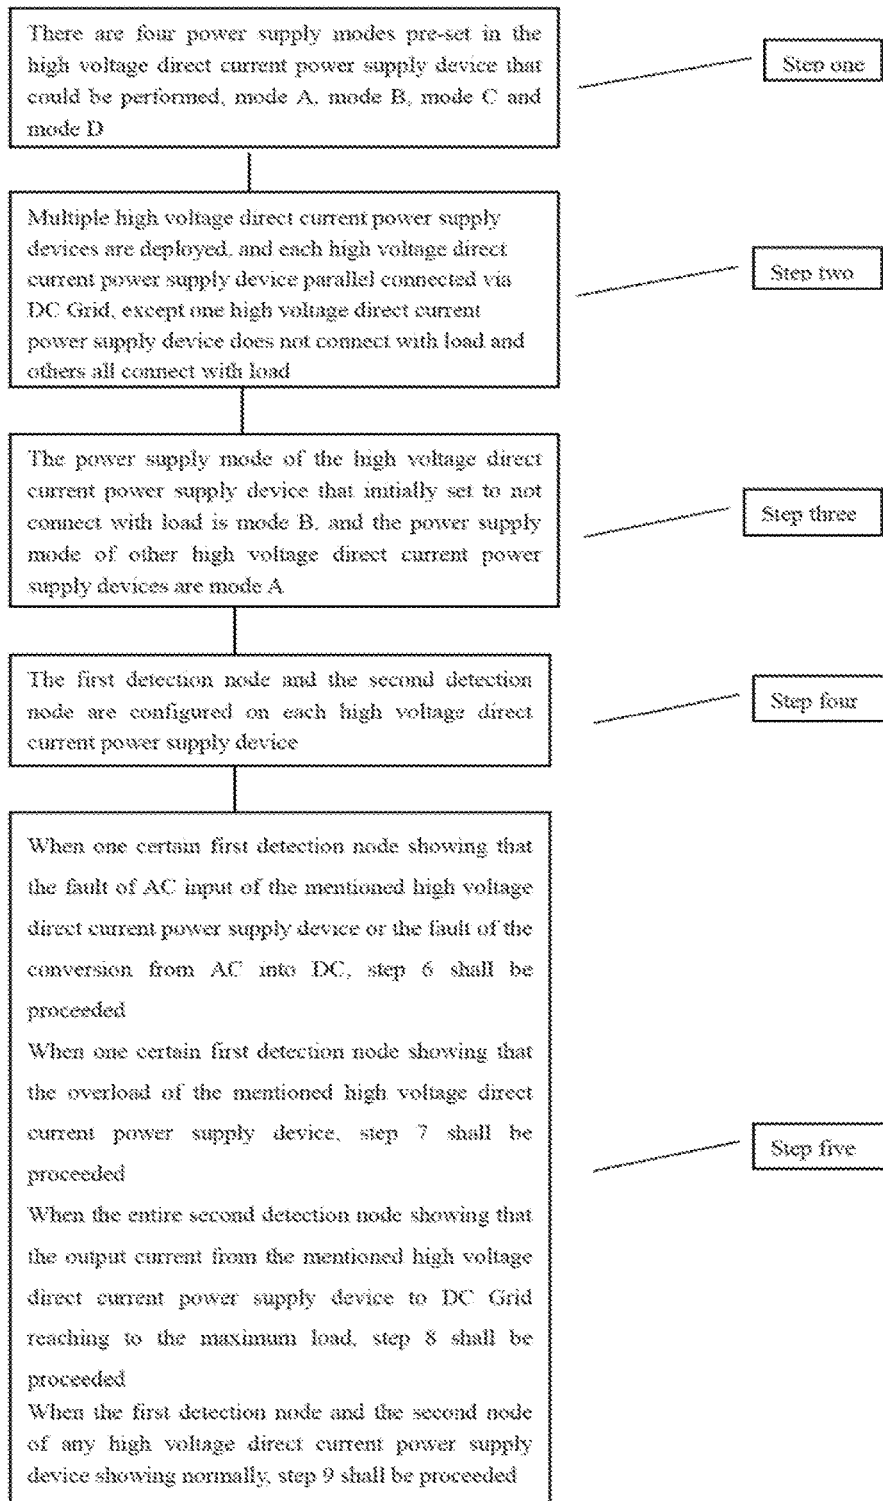 There are four power supply modes pre-set in the
high voltage direct current power supply device that
could be performed, mode A, mode B, mode C and
mode D
Step one
Multiple high voltage direct current power supply
devices are deployed, and each high voltage direct
current power supply device parallel connected via
DC Grid, except one high voltage direct current
power supply device does not connect with load and
others all connect with load
Step two
The power supply mode of the high voltage direct
current power supply device that initially set to not
connect with load is mode B, and the power supply
mode of other high voltage direct current power
supply devices are mode A
Step three
The first detection node and the second detection
node are configured on each high voltage direct
current power supply device
Step four
When one certain first detection node showing that
the fault of AC input of the mentioned high voltage
direct current power supply device or the fault of the
conversion from AC into DC, step 6 shall be
proceeded
When one certain first detection node showing that
the overload of the mentioned high voltage direct
current power supply device, step 7 shall be
proceeded
When the entire second detection node showing that
the output current from the mentioned high voltage
direct current power supply device to DC Grid
reaching to the maximum load, step 8 shall be
proceeded
When the first detection node and the second node
of any high voltage direct current power supply
device showing normally, step 9 shall be proceeded
Step five